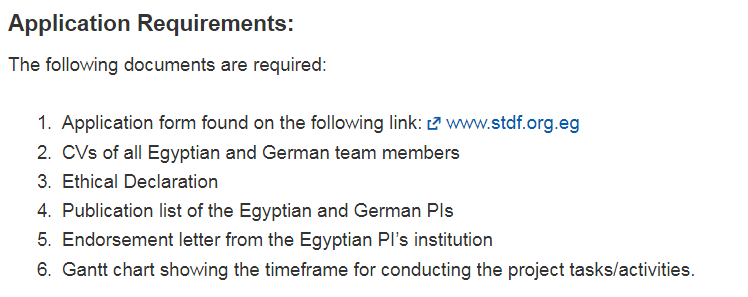 Application Requirements:
The following documents are required:
1. Application form found on the following link: www.stdf.org.eg
2. CVs of all Egyptian and German team members
3. Ethical Declaration
4. Publication list of the Egyptian and German PIs
5. Endorsement letter from the Egyptian PI's institution
6. Gantt chart showing the timeframe for conducting the project tasks/activities.